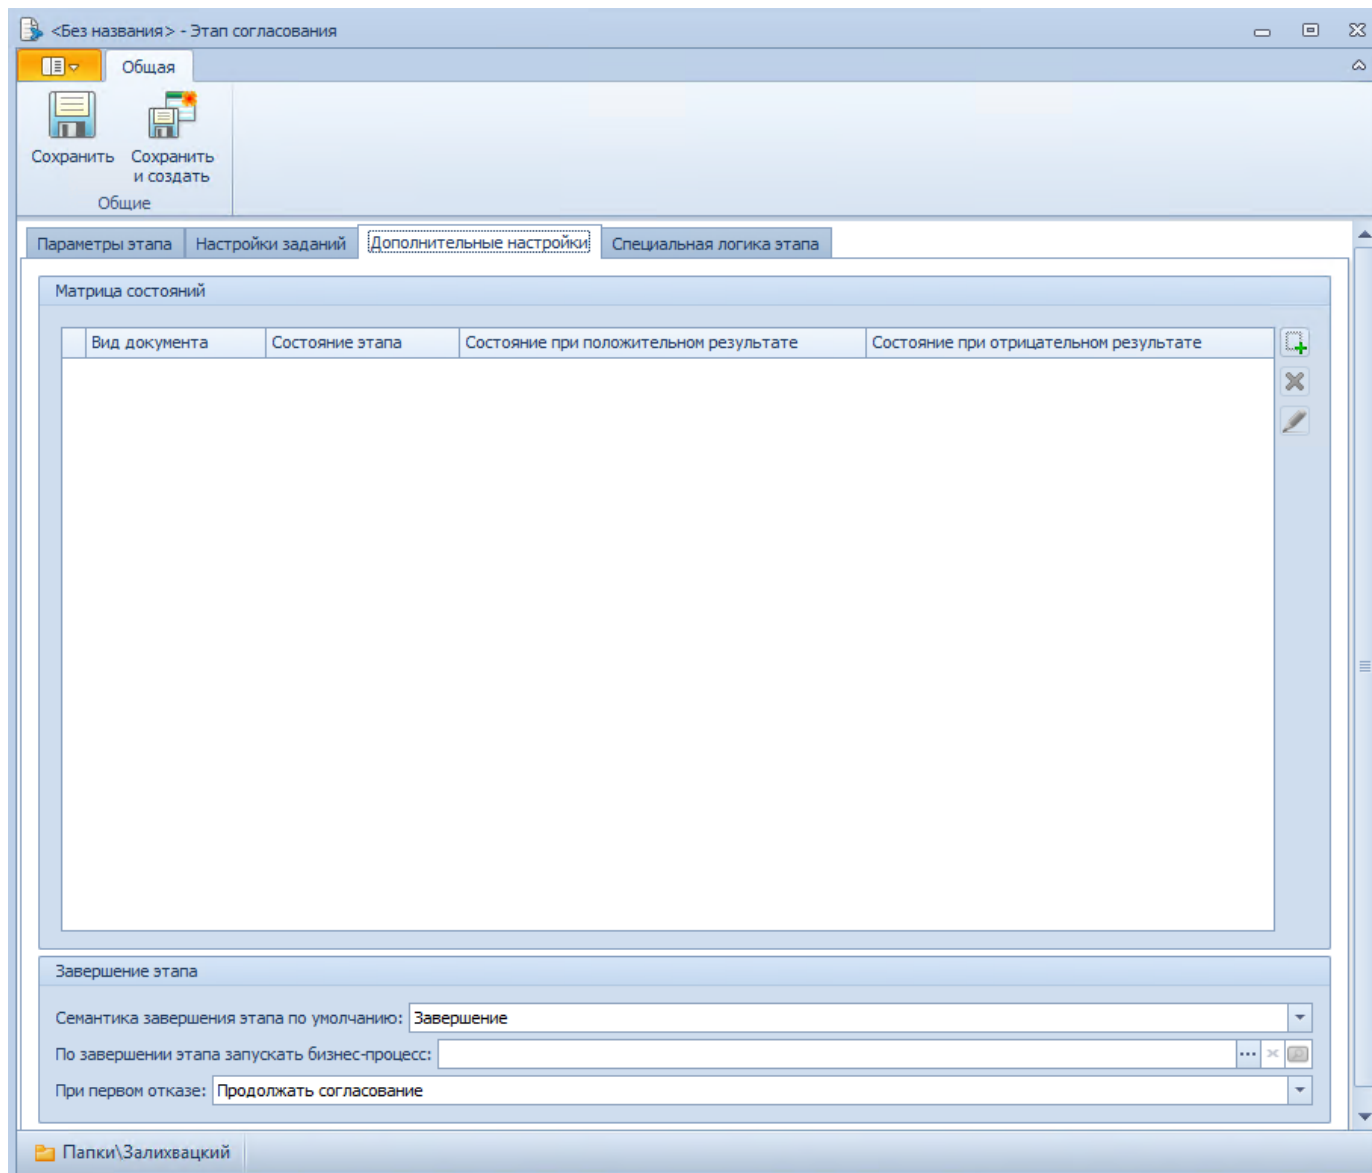 <Без названия> - Этап согласования
Общая
Сохранить
Сохранить
и создать
Общие
Параметры этапа
Настройки заданий
Дополнительные настройки
Специальная логика этапа
Матрица состояний
Вид документа
Состояние этапа
Состояние при положительном результате
Состояние при отрицательном результате
Завершение этапа
Семантика завершения этапа по умолчанию: Завершение
По завершении этапа запускать бизнес-процесс:
При первом отказе: Продолжать согласование
Папки\Залихвацкий